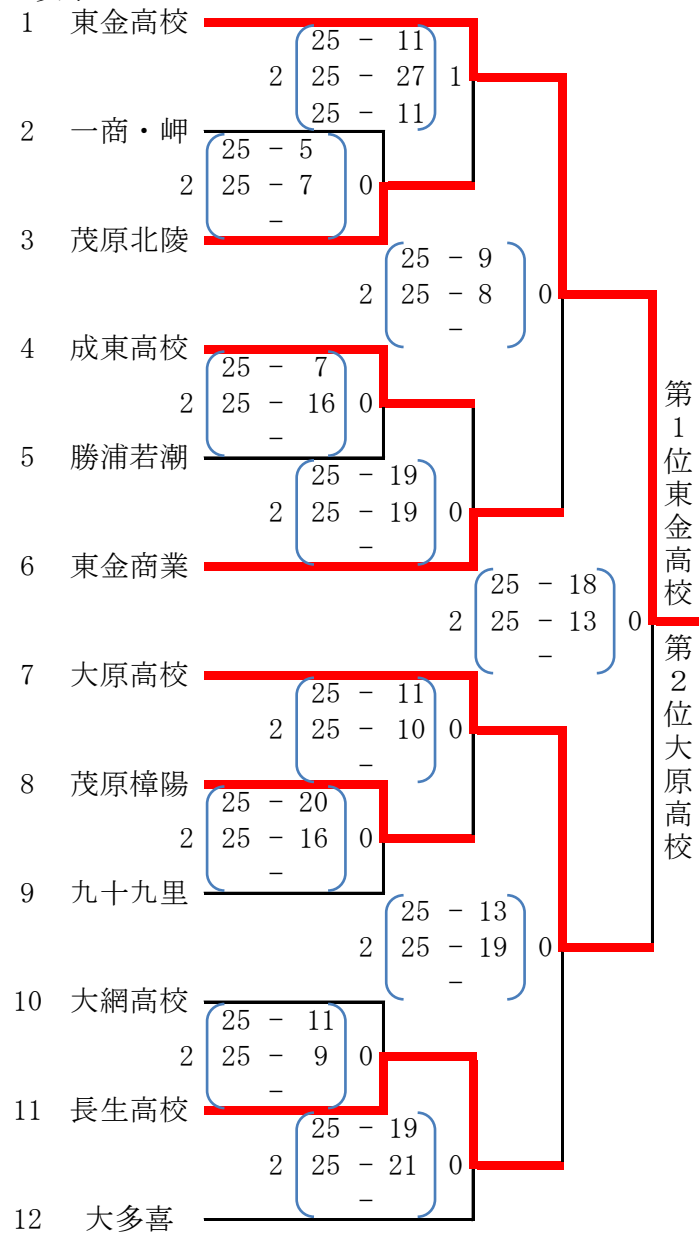 1 東金高校
25 - 11
2 25 - 27 1
25 - 11
2 一商・岬
25 - 5
2 25 - 7 0
-
3 茂原北陵
25 - 9
2 25 - 8 0
-
4 成東高校
25 - 7
2 25 - 16 0
-
5 勝浦若潮
25 - 19
2 25 - 19 0
-
6 東金商業
25 - 18
2 25 - 13 0
-
7 大原高校
25 - 11
2 25 - 10 0
-
8 茂原樟陽
25 - 20
2 25 - 16 0
-
9 九十九里
25 - 13
2 25 - 19 0
-
10 大網高校
25 - 11
2 25 - 9 0
-
11 長生高校
25 - 19
2 25 - 21 0
-
12 大多喜
第1位東金高校
第2位大原高校